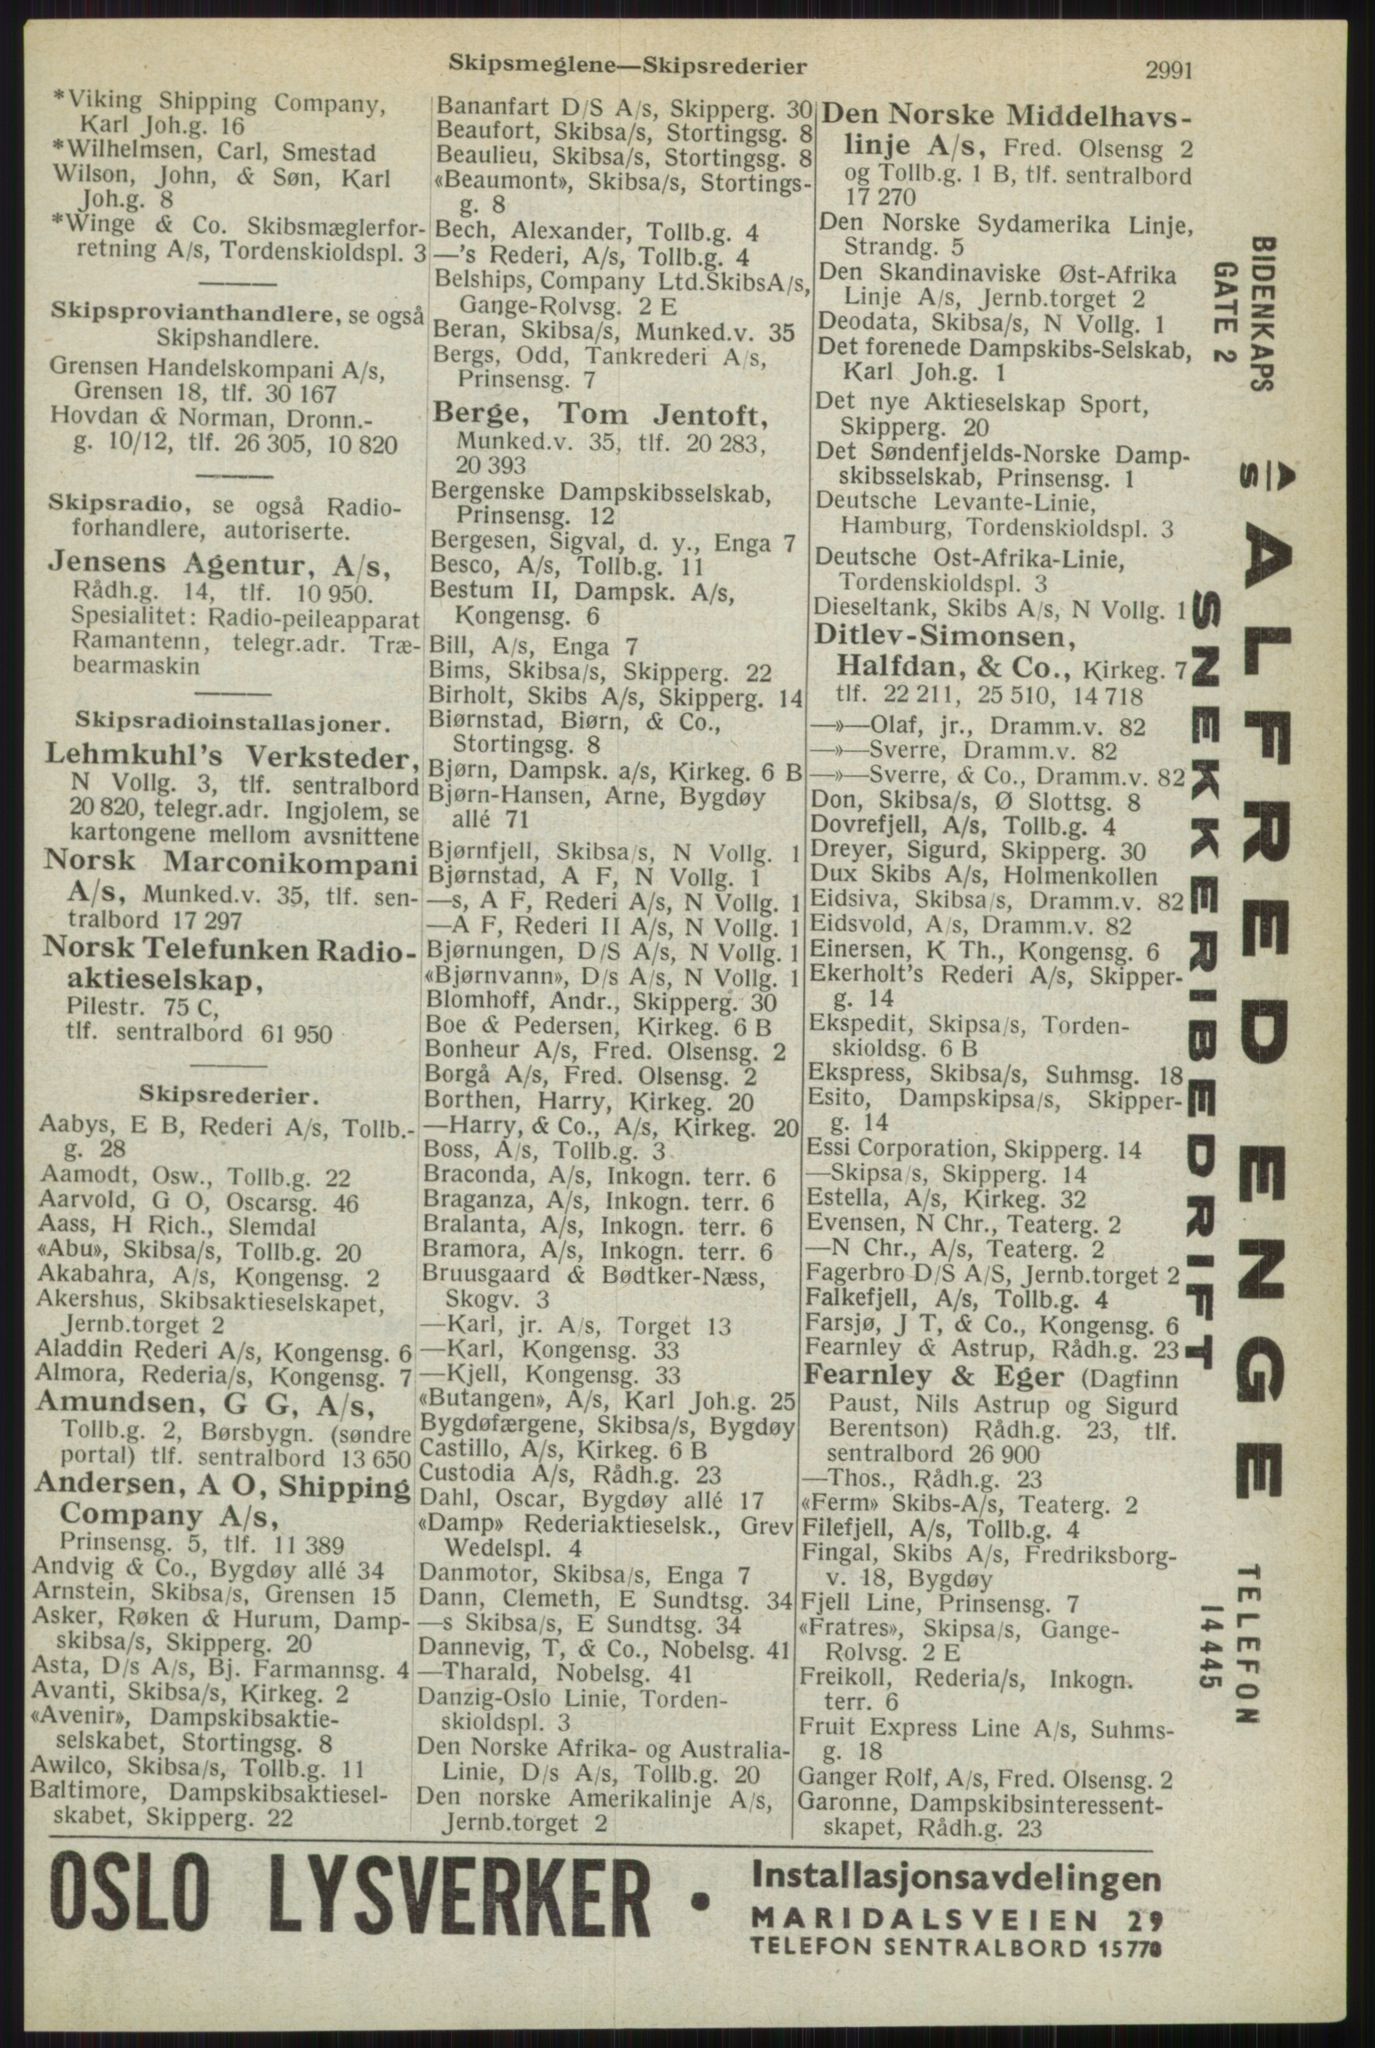 Skipsmeglene—Skipsrederier
2991
*Viking Shipping Company,
Karl Joh.g. 16
*Wilhelmsen, Carl, Smestad
Wilson, John, & Søn, Karl
Joh.g. 8
*Winge & Co. Skibsmæglerfor-
retning A/s, Tordenskioldspl. 3
Skipsprovianthandlere, se også
Skipshandlere.
Grensen Handelskompani A/s,
Grensen 18, tlf. 30 167
Hovdan & Norman, Dronn.-
g. 10/12, tlf. 26 305, 10 820
Skipsradio, se også Radio-
forhandlere, autoriserte.
Jensens Agentur, A/s,
Rådh.g. 14, tlf. 10 950.
Spesialitet: Radio-peileapparat
Ramantenn, telegr.adr. Træ-
bearmaskin
Skipsradioinstallasjoner.
Lehmkuhl's Verksteder,
N Vollg. 3, tlf. sentralbord
20 820, telegr.adr. Ingjolem, se
kartongene mellom avsnittene
Norsk Marconikompani
A/s, Munked.v. 35, tlf. sen-
tralbord 17 297
Norsk Telefunken Radio-
aktieselskap,
Pilestr. 75 C,
tlf. sentralbord 61 950
Skipsrederier.
Aabys, E B, Rederi A/s, Tollb.-
g. 28
Aamodt, Osw., Tollb.g. 22
Aarvold, G O, Oscarsg. 46
Aass, H Rich., Slemdal
«Abu», Skibsa/s, Tollb.g. 20
Akabahra, A/s, Kongensg. 2
Akershus, Skibsaktieselskapet,
Jernb.torget 2
Aladdin Rederi A/s, Kongensg. 6
Almora, Rederia/s, Kongensg. 7
Amundsen, G G, A/s,
Tollb.g. 2, Børsbygn. (søndre
portal) tlf. sentralbord 13 650
Andersen, A O, Shipping
Company A/s,
Prinsensg. 5, tlf. 11 389
Andvig & Co., Bygdøy allé 34
Arnstein, Skibsa/s, Grensen 15
Asker, Røken & Hurum, Damp-
skibsa/s, Skipperg. 20
Asta, D/s A/s, Bj. Farmannsg. 4
Avanti, Skibsa/s, Kirkeg. 2
«Avenir», Dampskibsaktie-
selskabet, Stortingsg. 8
Awilco, Skibsa/s, Tollb.g. 11
Baltimore, Dampskibsaktiesel-
skabet, Skipperg. 22
Bananfart D/S A/s, Skipperg. 30
Beaufort, Skibsa/s, Stortingsg. 8
Beaulieu, Skibsa/s, Stortingsg. 8
«Beaumont», Skibsa/s, Stortings-
g. 8
Bech, Alexander, Tollb.g. 4
—'s Rederi, A/s, Tollb.g. 4
Belships, Company Ltd.SkibsA/s,
Gange-Rolvsg. 2 E
Beran, Skibsa/s, Munked.v. 35
Bergs, Odd, Tankrederi A/s,
Prinsensg. 7
Berge, Tom Jentoft,
Munked.v. 35, tlf. 20 283,
20 393
Bergenske Dampskibsselskab,
Prinsensg. 12
Bergesen, Sigval, d. y., Enga 7
Besco, A/s, Tollb.g. 11
Bestum II, Dampsk. A/s,
Kongensg. 6
Bill, A/s, Enga 7
Bims, Skibsa/s, Skipperg. 22
Birholt, Skibs A/s, Skipperg. 14
Biørnstad, Biørn, & Co.,
Stortingsg. 8
Bjørn, Dampsk. a/s, Kirkeg. 6 B
Bjørn-Hansen, Arne, Bygdøy
allé 71
Bjørnfjell, Skibsa/s, N Vollg. 1
Bjørnstad, A F, N Vollg. 1
—s, A F, Rederi A/s, N Vollg. 1
—A F, Rederi II A/s, N Vollg. 1
Bjørnungen, D/S A/s, N Vollg. 1
«Bjørnvann», D/s A/s, N Vollg. 1
Blomhoff, Andr., Skipperg. 30
Boe & Pedersen, Kirkeg. 6 B
Bonheur A/s, Fred. Olsensg. 2
Borgå A/s, Fred. Olsensg. 2
Borthen, Harry, Kirkeg. 20
—Harry, & Co., A/s, Kirkeg. 20
Boss, A/s, Tollb.g. 3
Braconda, A/s, Inkogn. terr. 6
Braganza, A/s, Inkogn. terr. 6
Bralanta, A/s, Inkogn. terr. 6
Bramora, A/s, Inkogn. terr. 6
Bruusgaard & Bødtker-Næss,
Skogv. 3
—Karl, jr. A/s, Torget 13
—Karl, Kongensg. 33
—Kjell, Kongensg. 33
«Butangen», A/s, Karl Joh.g. 25
Bygdøfærgene, Skibsa/s, Bygdøy
Castillo, A/s, Kirkeg. 6 B
Custodia A/s, Rådh.g. 23
Dahl, Oscar, Bygdøy allé 17
«Damp» Rederiaktieselsk., Grev
Wedelspl. 4
Danmotor, Skibsa/s, Enga 7
Dann, Clemeth, E Sundtsg. 34
—s Skibsa/s, E Sundtsg. 34
Dannevig, T, & Co., Nobelsg. 41
—Tharald, Nobelsg. 41
Danzig-Oslo Linie, Torden-
skioldspl. 3
Den Norske Afrika- og Australia-
Linie, D/s A/s, Tollb.g. 20
Den norske Amerikalinje A/s,
Jernb.torget 2
Den Norske Middelhavs-
linje A/s, Fred. Olsensg 2
og Tollb.g. 1 B, tlf. sentralbord
17 270
Den Norske Sydamerika Linje,
Strandg. 5
Den Skandinaviske Øst-Afrika
Linje A/s, Jernb.torget 2
Deodata, Skibsa/s, N Vollg. 1
Det forenede Dampskibs-Selskab,
Karl Joh.g. 1
Det nye Aktieselskap Sport,
Skipperg. 20
Det Søndenfjelds-Norske Damp-
skibsselskab, Prinsensg. 1
Deutsche Levante-Linie,
Hamburg, Tordenskioldspl. 3
Deutsche Ost-Afrika-Linie,
Tordenskioldspl. 3
Dieseltank, Skibs A/s, N Vollg. 1
Ditlev-Simonsen,
Halfdan, & Co., Kirkeg. 7
tlf. 22 211, 25 510, 14 718
—»—Olaf, jr., Dramm.v. 82
—»—Sverre, Dramm.v. 82
—»—Sverre, & Co., Dramm.v. 82
Don, Skibsa/s, Ø Slottsg. 8
Dovrefjell, A/s, Tollb.g. 4
Dreyer, Sigurd, Skipperg. 30
Dux Skibs A/s, Holmenkollen
Eidsiva, Skibsa/s, Dramm.v. 82
Eidsvold, A/s, Dramm.v. 82
Einersen, K Th., Kongensg. 6
Ekerholt's Rederi A/s, Skipper-
g. 14
Ekspedit, Skipsa/s, Torden-
skioldsg. 6 B
Ekspress, Skibsa/s, Suhmsg. 18
Esito, Dampskipsa/s, Skipper-
g. 14
Essi Corporation, Skipperg. 14
—Skipsa/s, Skipperg. 14
Estella, A/s, Kirkeg. 32
Evensen, N Chr., Teaterg. 2
—N Chr., A/s, Teaterg. 2
Fagerbro D/S A/S, Jernb.torget 2
Falkefjell, A/s, Tollb.g. 4
Farsjø, J T, & Co., Kongensg. 6
Fearnley & Astrup, Rådh.g. 23
Fearnley & Eger (Dagfinn
Paust, Nils Astrup og Sigurd
Berentson) Rådh.g. 23, tlf.
sentralbord 26 900
—Thos., Rådh.g. 23
«Ferm» Skibs-A/s, Teaterg. 2
Filefjell, A/s, Tollb.g. 4
Fingal, Skibs A/s, Fredriksborg-
v. 18, Bygdøy
Fjell Line, Prinsensg. 7
«Fratres», Skipsa/s, Gange-
Rolvsg. 2 E
Freikoll, Rederia/s, Inkogn.
terr. 6
Fruit Express Line A/s, Suhms-
g. 18
Ganger Rolf, A/s, Fred. Olsensg. 2
Garonne, Dampskibsinteressent-
skapet, Rådh.g. 23
BIDENKAPS
GATE 2
A/s ALFRED ENGE
SNEKKERIBEDRIFT
TELEFON
14445
OSLO LYSVERKER •
Installasjonsavdelingen
MARIDALSVEIEN 29
TELEFON SENTRALBORD 15770